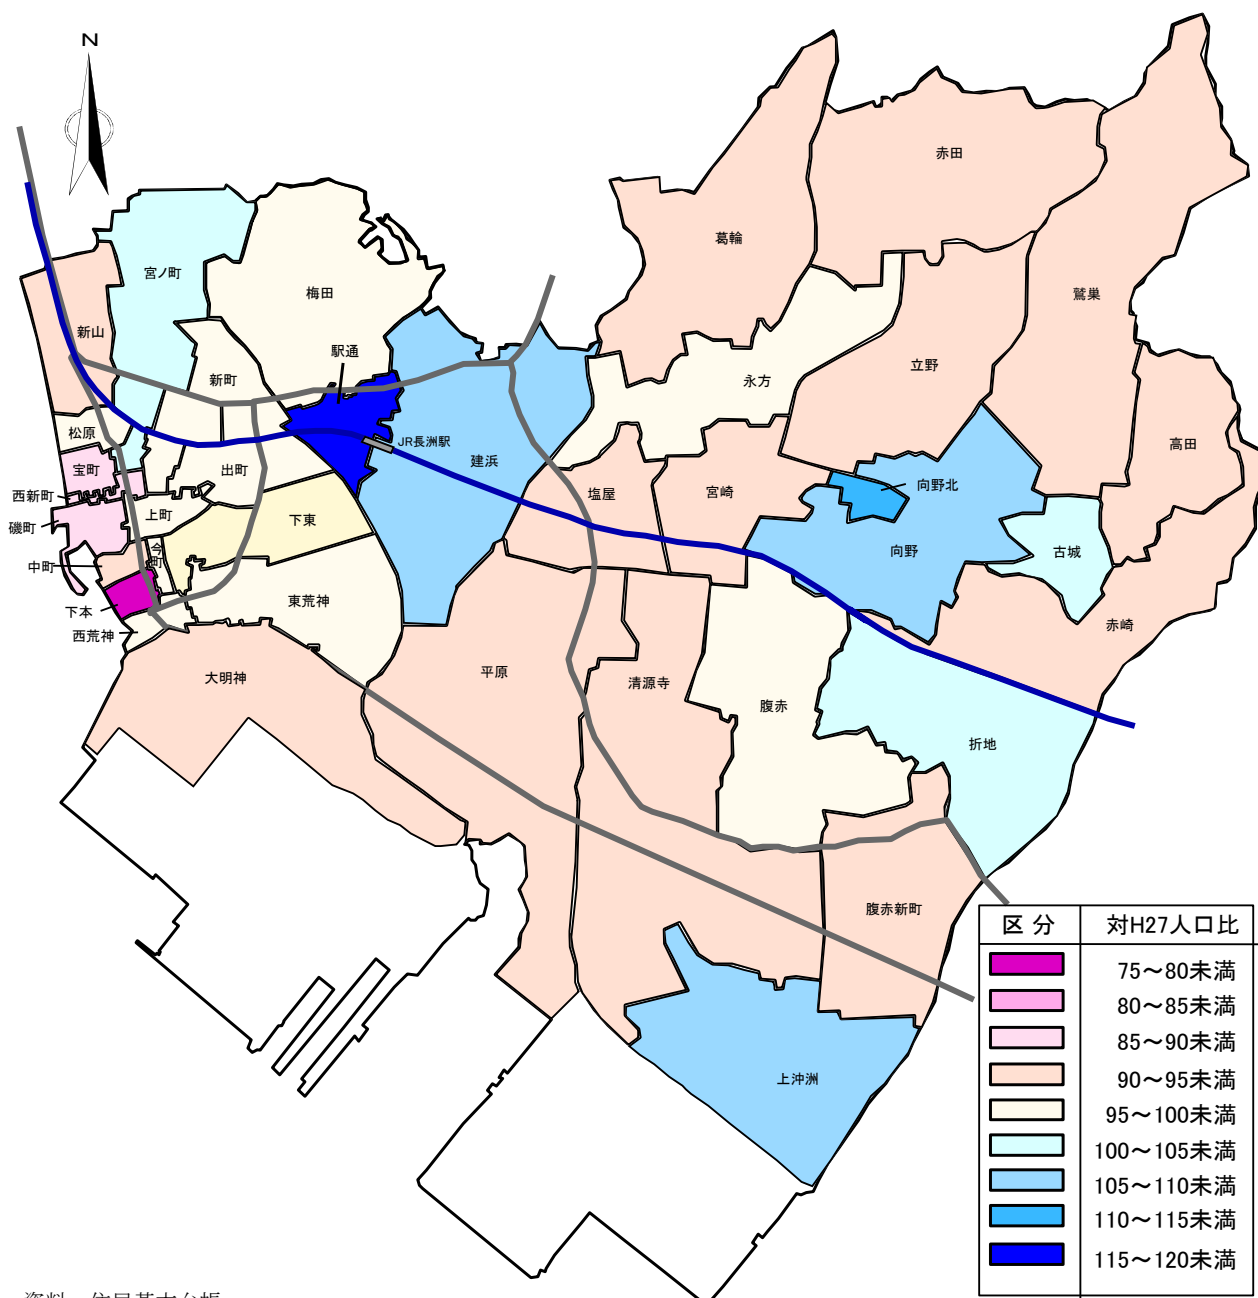 N
赤田
葛輪
宮ノ町
鷲巣
梅田
新山
駅通
立野
新町
永方
松原
JR長洲駅
高田
建浜
宝町
出町
向野北
西新町
塩屋
宮崎
上町
磯町
下東
向野
古城
今町
中町
東荒神
下本
赤崎
西荒神
大明神
平原
清源寺
腹赤
折地
腹赤新町
上沖洲
区 分 対H27人口比
75～80未満
80～85未満
85～90未満
90～95未満
95～100未満
100～105未満
105～110未満
110～115未満
115～120未満